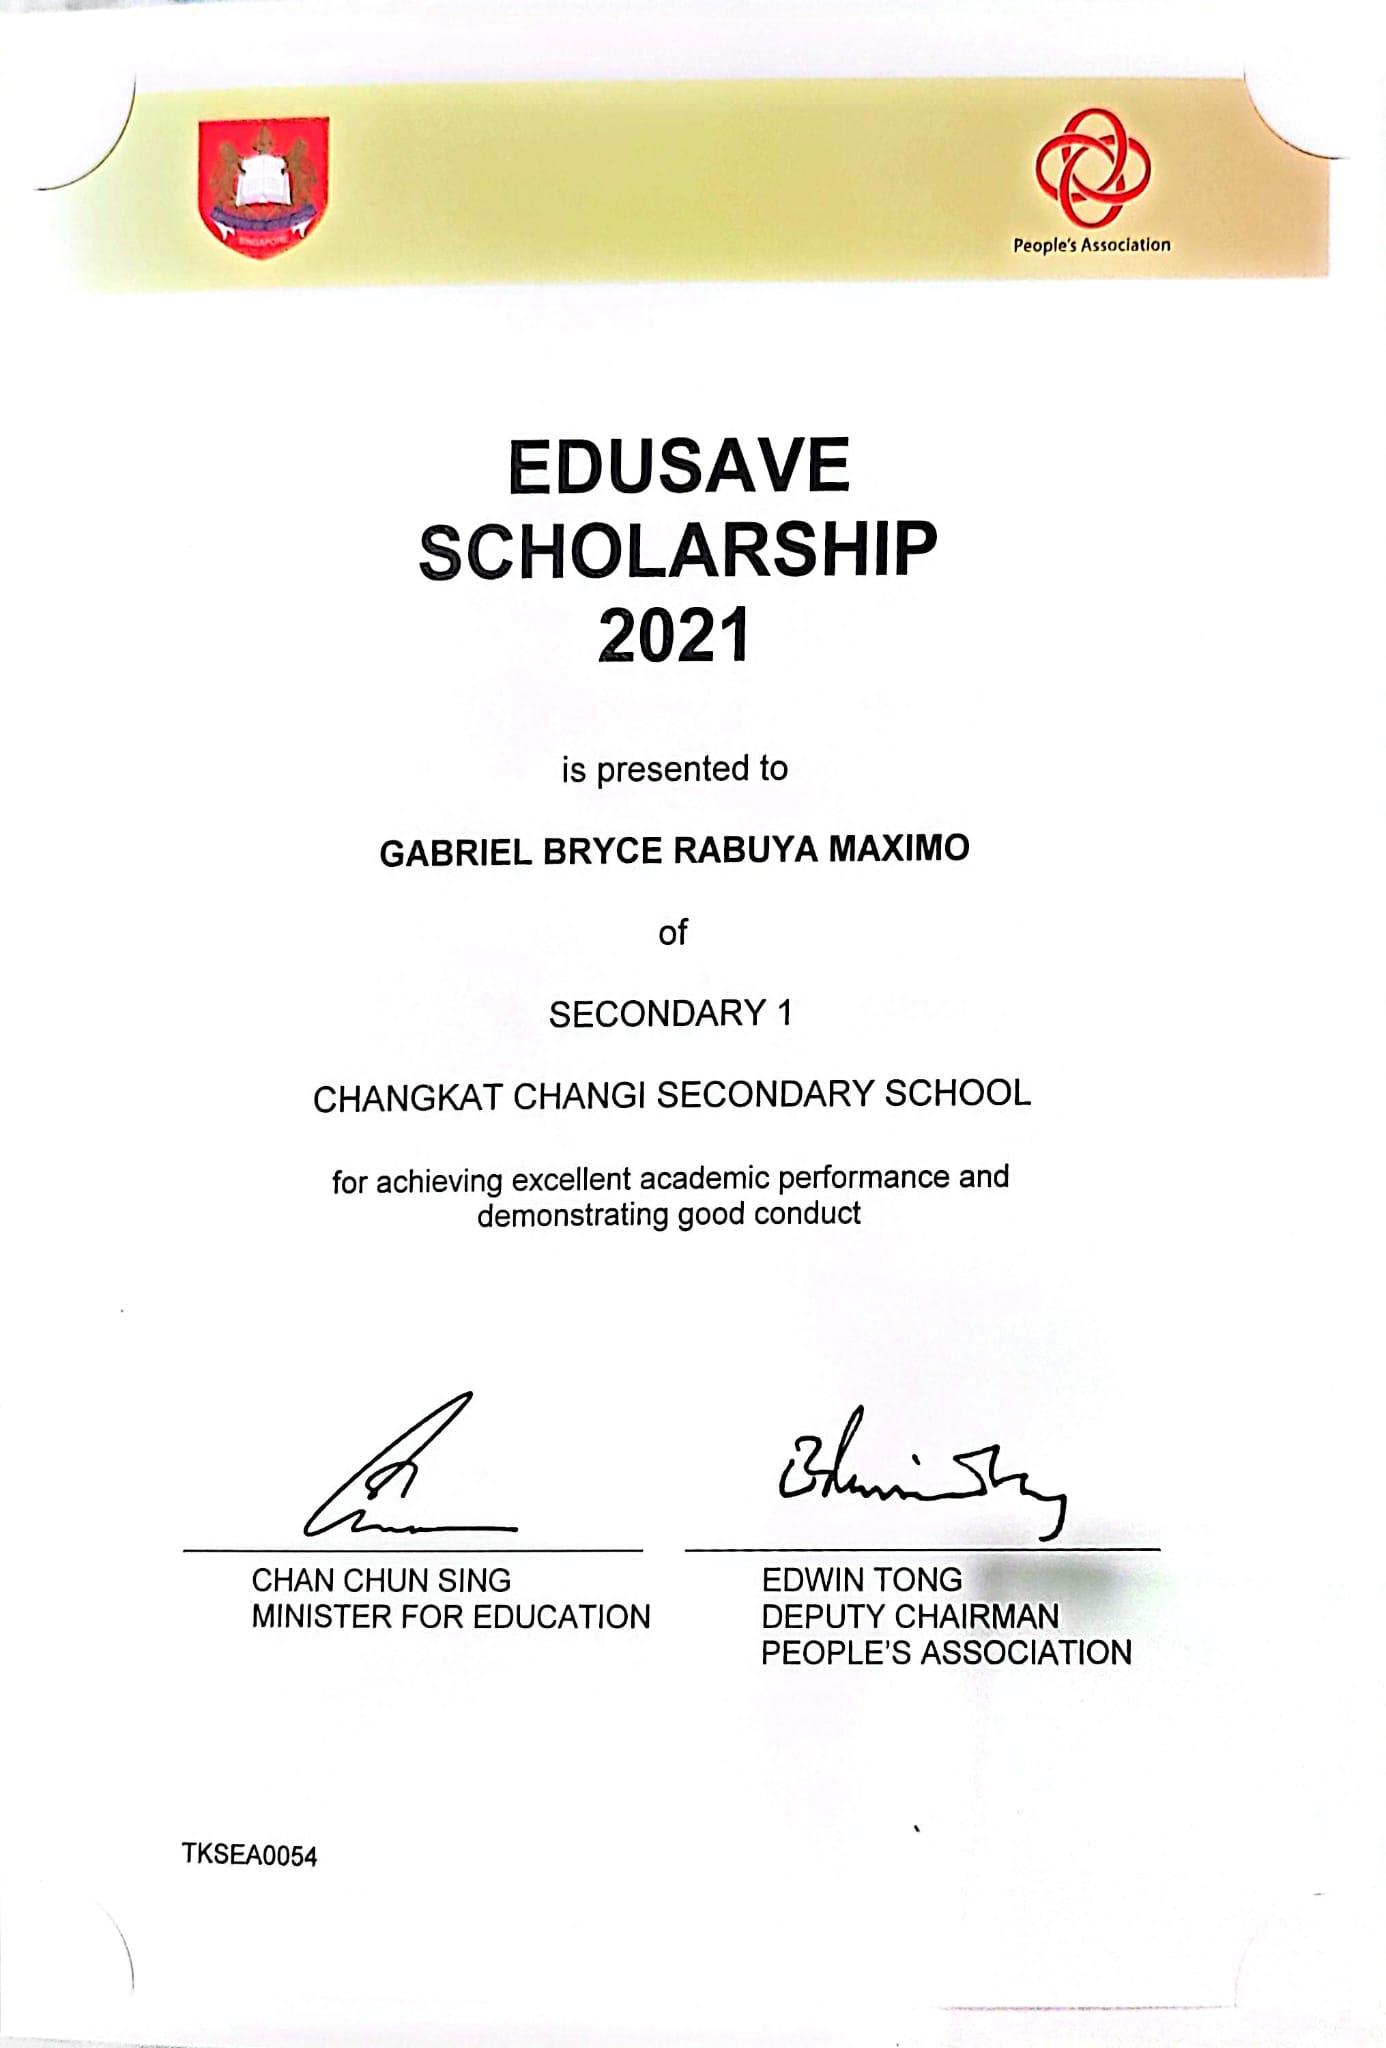 SINGAPORE
People's Association
EDUSAVE
SCHOLARSHIP
2021
is presented to
GABRIEL BRYCE RABUYA MAXIMO
of
SECONDARY 1
CHANGKAT CHANGI SECONDARY SCHOOL
for achieving excellent academic performance and
demonstrating good conduct
CHAN CHUN SING
MINISTER FOR EDUCATION
EDWIN TONG
DEPUTY CHAIRMAN
PEOPLE'S ASSOCIATION
TKSEA0054